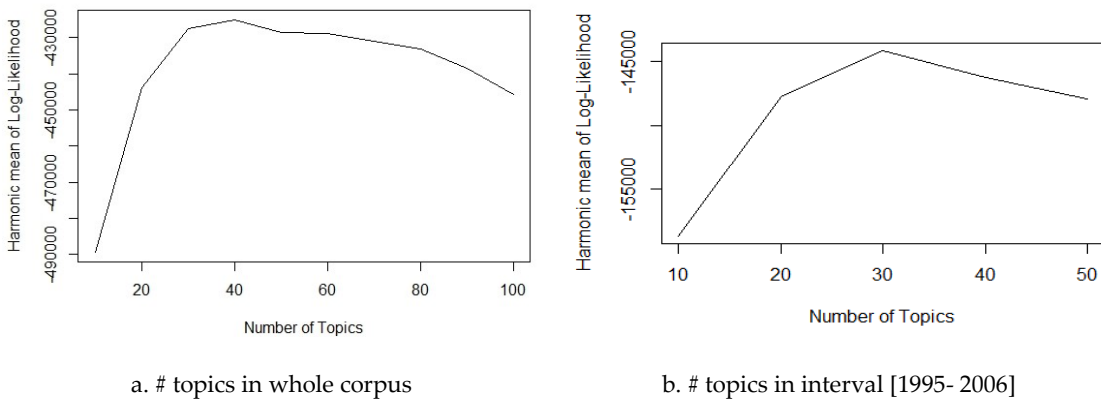 Harmonic mean of Log-Likelihood
-430000
-450000
-470000
-490000
20 40 60 80 100
Number of Topics
a. # topics in whole corpus
Harmonic mean of Log-Likelihood
-145000
-155000
10 20 30 40 50
Number of Topics
b. # topics in interval [1995- 2006]